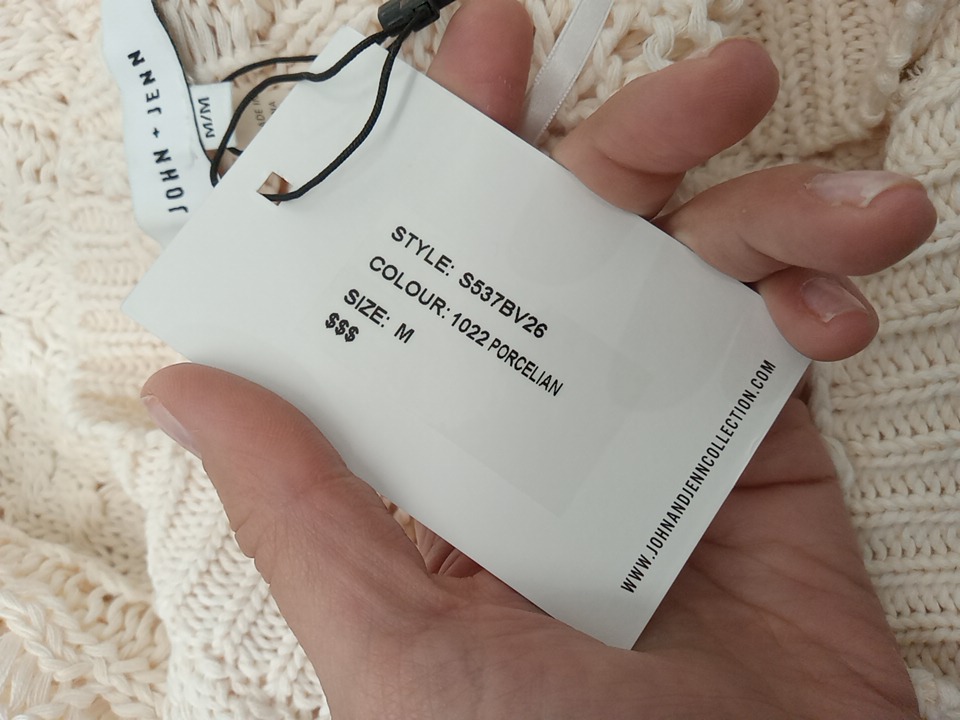 JOHN + JENN
M/M
STYLE: S537BV26
COLOUR: 1022 PORCELIAN
SIZE: M
$$$
WWW.JOHNANDJENNCOLLECTION.COM